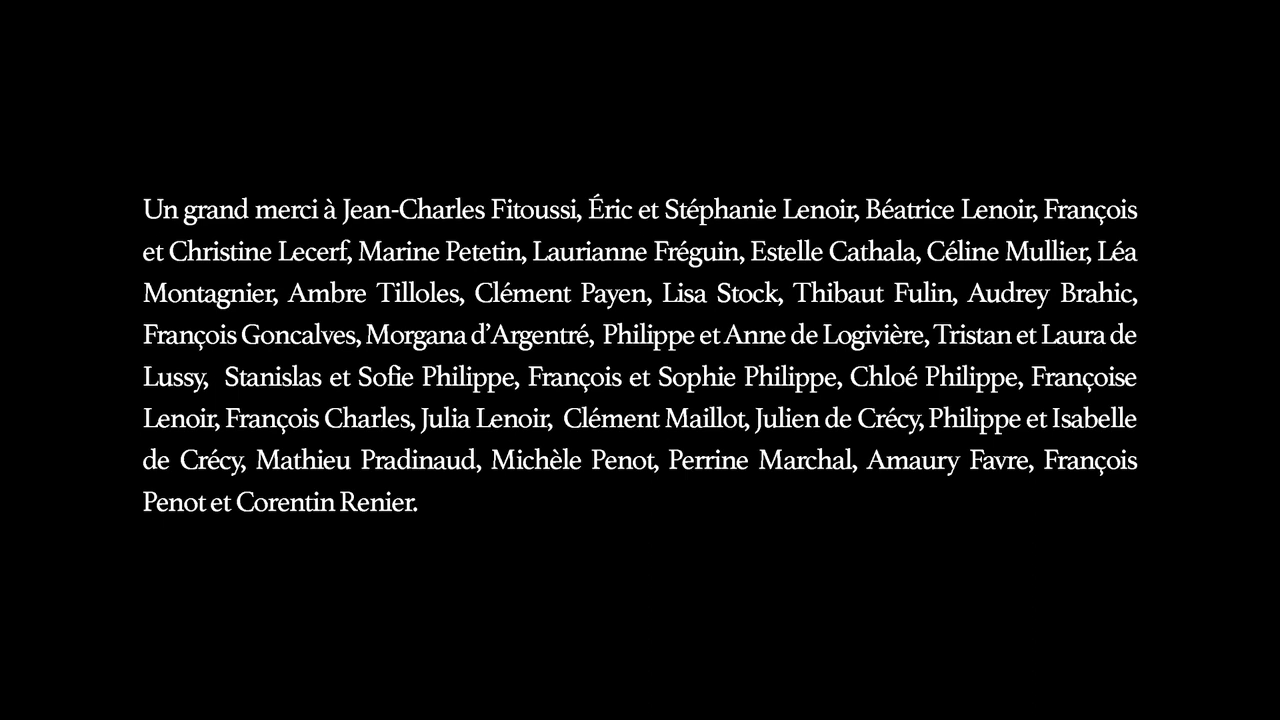 Un grand merci à Jean-Charles Fitoussi, Éric et Stéphanie Lenoir, Béatrice Lenoir, François
et Christine Lecerf, Marine Petetin, Laurianne Fréguin, Estelle Cathala, Céline Mullier, Léa
Montagnier, Ambre Tilloles, Clément Payen, Lisa Stock, Thibaut Fulin, Audrey Brahic,
François Goncalves, Morgana d’Argentré, Philippe et Anne de Logivière, Tristan et Laura de
Lussy, Stanislas et Sofie Philippe, François et Sophie Philippe, Chloé Philippe, Françoise
Lenoir, François Charles, Julia Lenoir, Clément Maillot, Julien de Crécy, Philippe et Isabelle
de Crécy, Mathieu Pradinaud, Michèle Penot, Perrine Marchal, Amaury Favre, François
Penot et Corentin Renier.